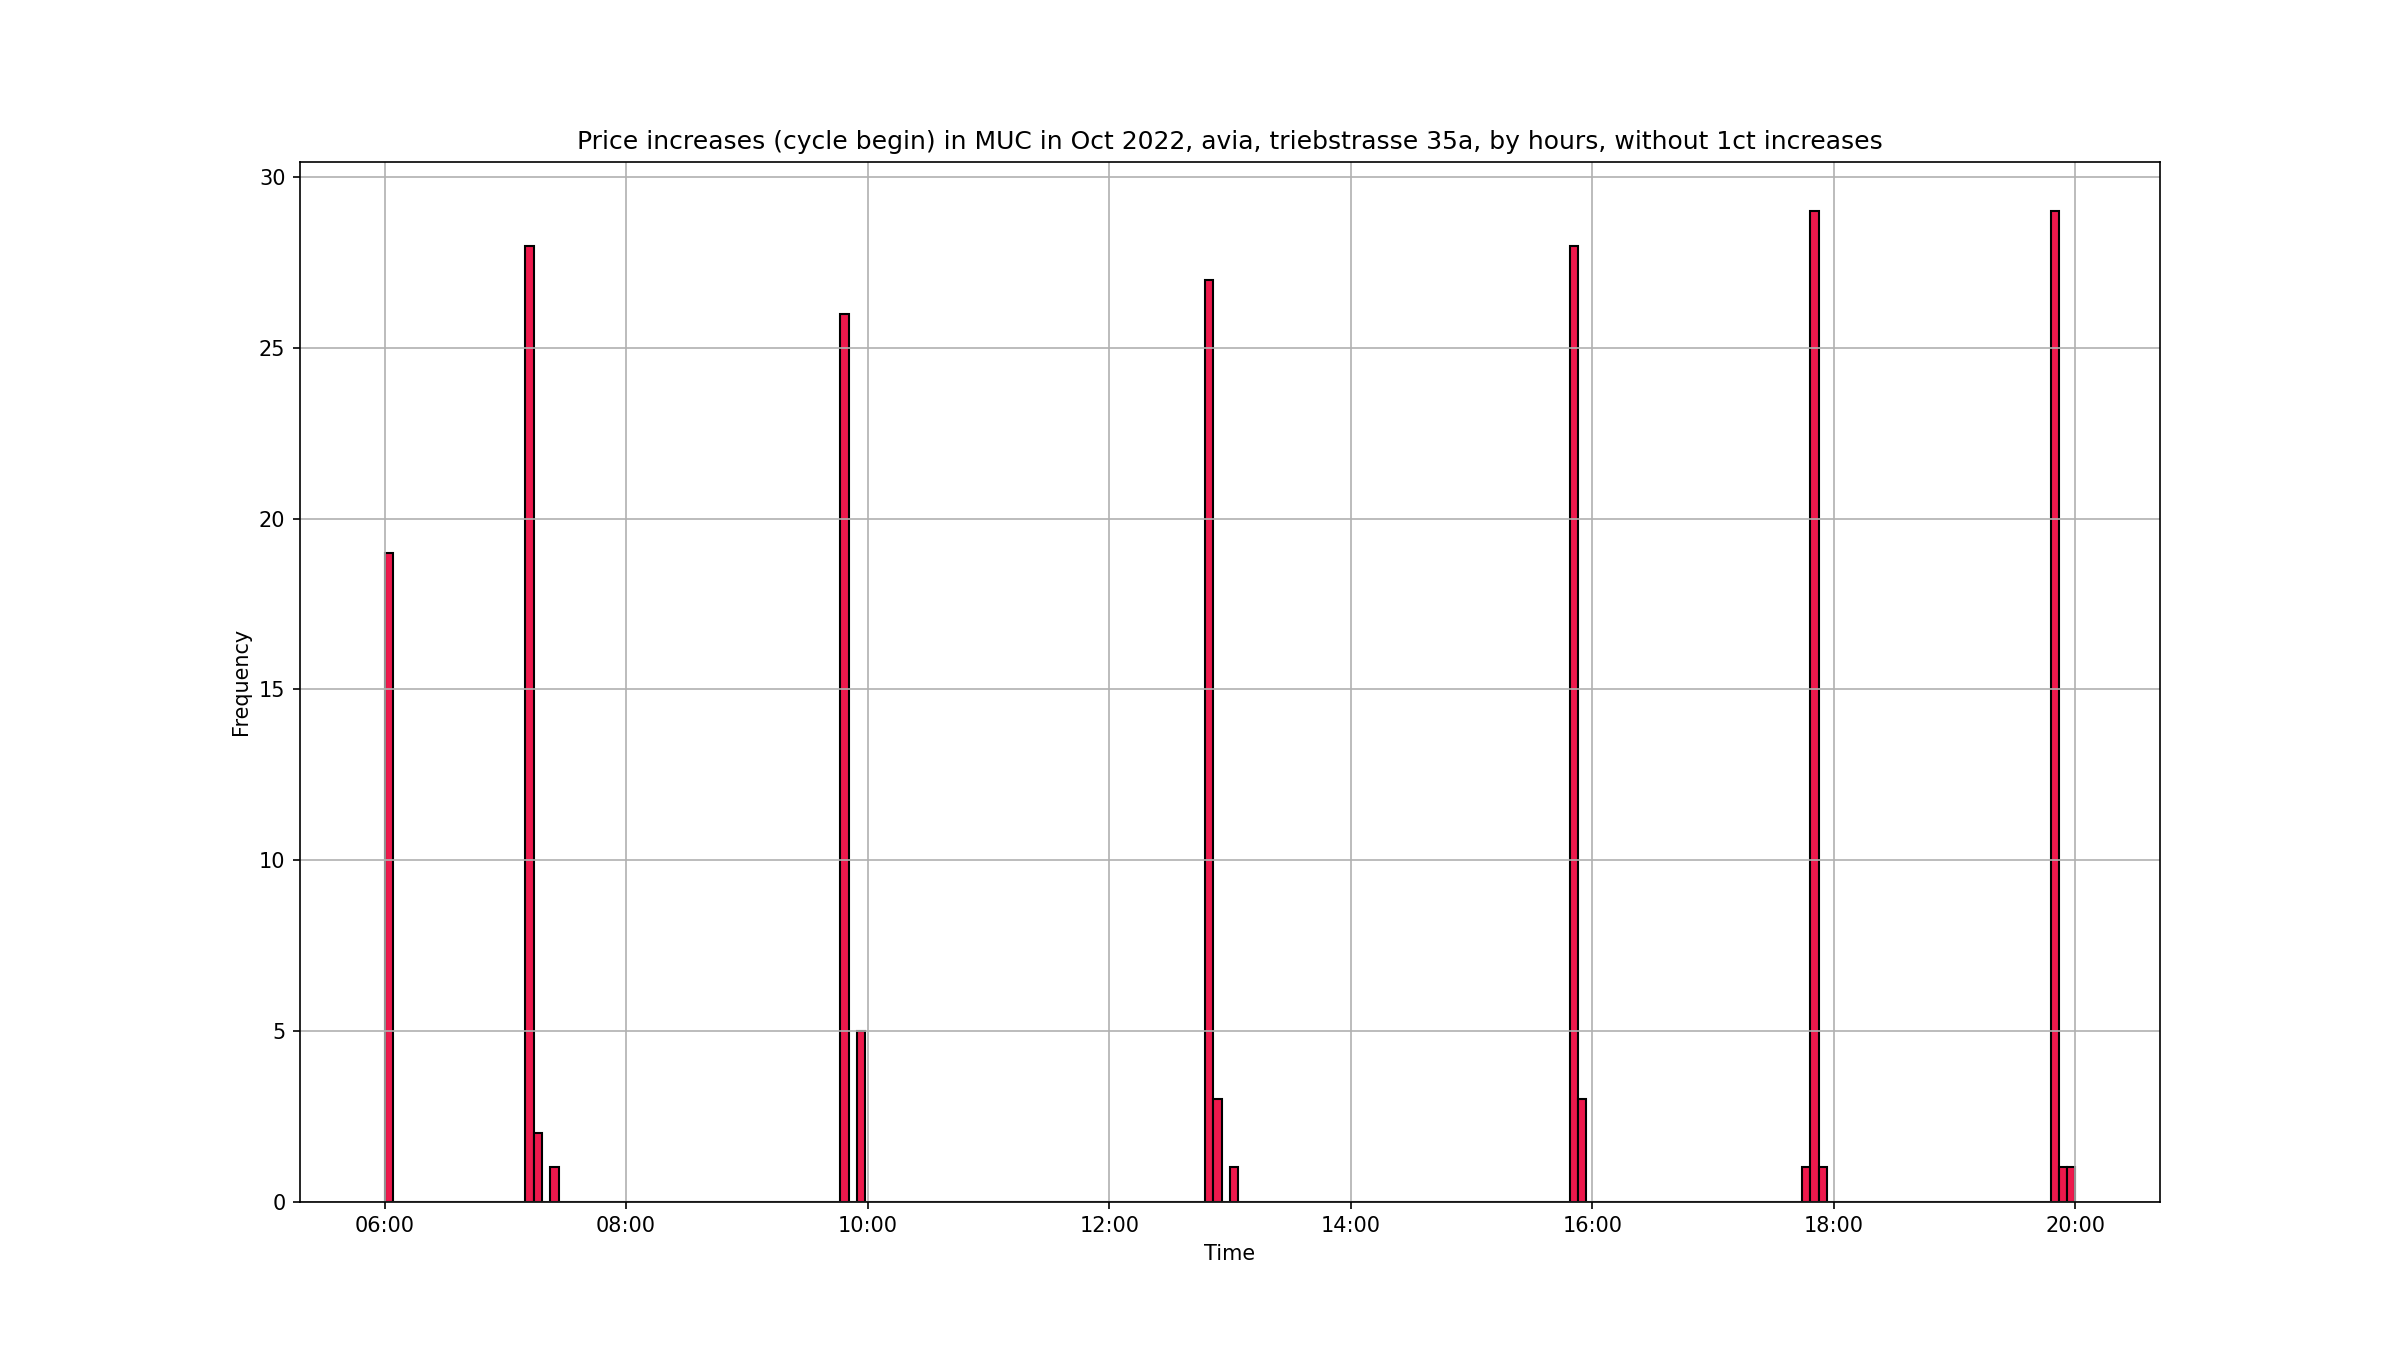 Price increases (cycle begin) in MUC in Oct 2022, avia, triebstrasse 35a, by hours, without 1ct increases
30
25
20
15
10
5
0
Frequency
06:00 08:00 10:00 12:00 14:00 16:00 18:00 20:00
Time